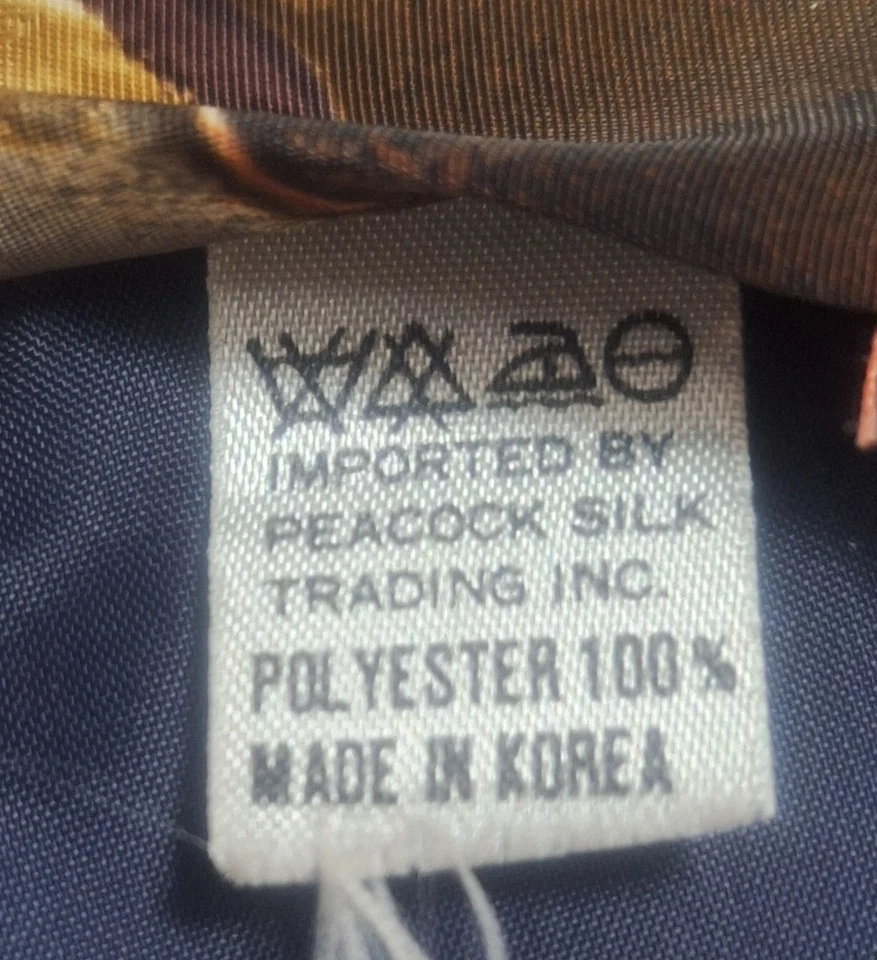 IMPORTED BY
PEACOCK SILK
TRADING INC.
POLYESTER 100%
MADE IN KOREA